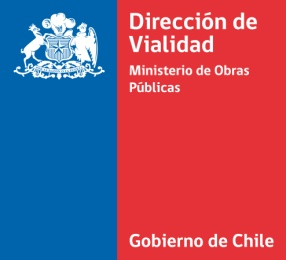 Dirección de
Vialidad
Ministerio de Obras
Públicas
Gobierno de Chile